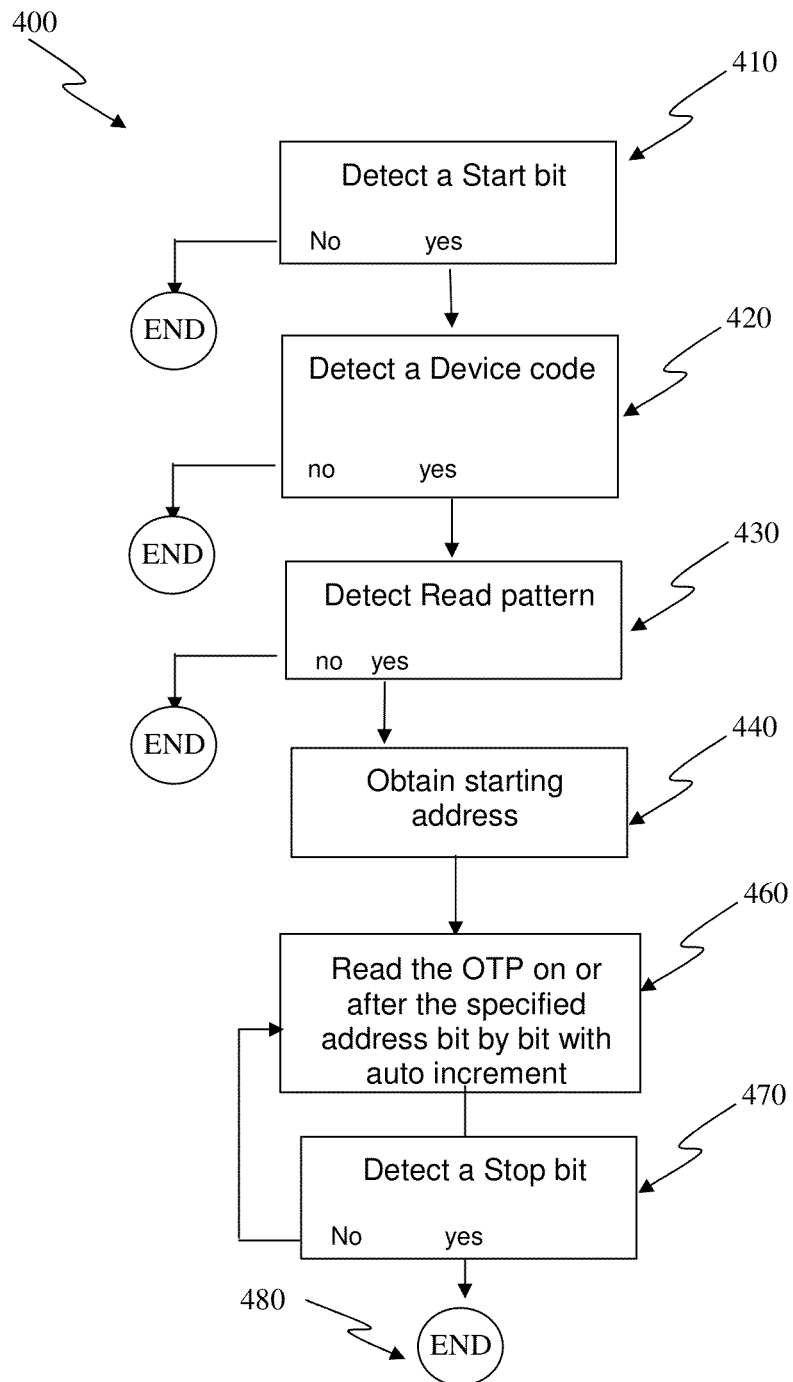 400
410
Detect a Start bit
No yes
END
420
Detect a Device code
no yes
END
430
Detect Read pattern
no yes
END
440
Obtain starting
address
460
Read the OTP on or
after the specified
address bit by bit with
auto increment
470
Detect a Stop bit
No yes
480
END